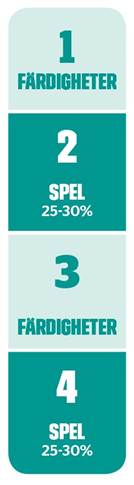 1
FÄRDIGHETER
2
SPEL
25-30%
3
FÄRDIGHETER
4
SPEL
25-30%